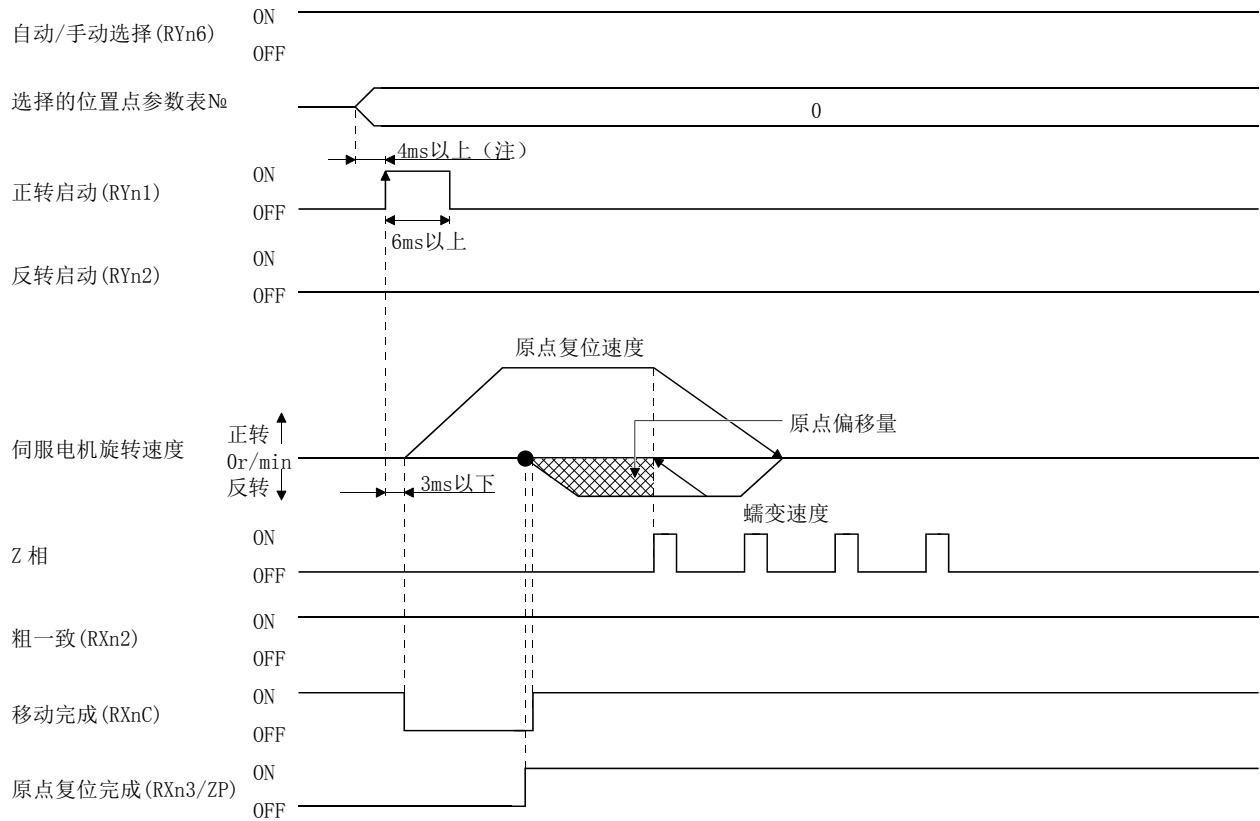 自动/手动选择(RYn6)
ON
OFF
选择的位置点参数表№
0
4ms以上（注）
正转启动(RYn1)
ON
OFF
6ms以上
反转启动(RYn2)
ON
OFF
原点复位速度
伺服电机旋转速度
正转
0r/min
反转
原点偏移量
3ms以下
蠕变速度
Z相
ON
OFF
粗一致(RXn2)
ON
OFF
移动完成(RXnC)
ON
OFF
原点复位完成(RXn3/ZP)
ON
OFF